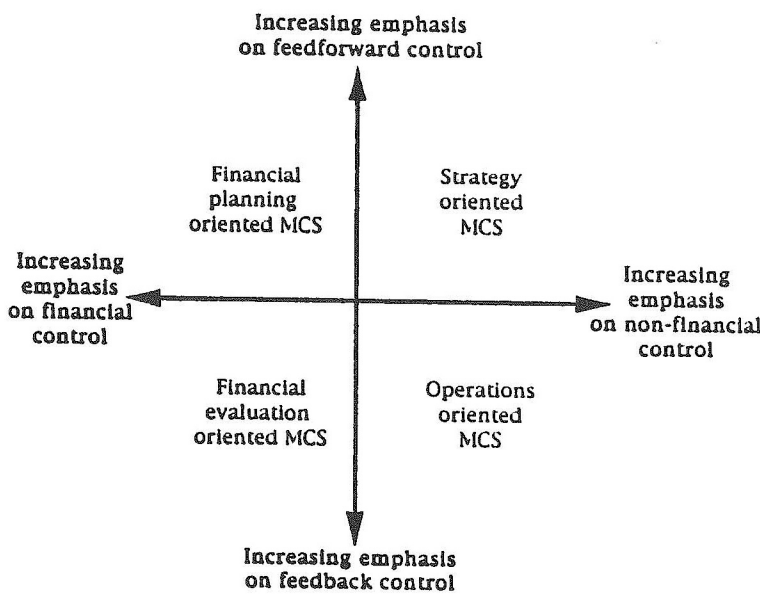 Increasing emphasis
on feedforward control
Financial
planning
oriented MCS
Strategy
oriented
MCS
Increasing
emphasis
on financial
control
Increasing
emphasis
on non-financial
control
Financial
evaluation
oriented MCS
Operations
oriented
MCS
Increasing emphasis
on feedback control